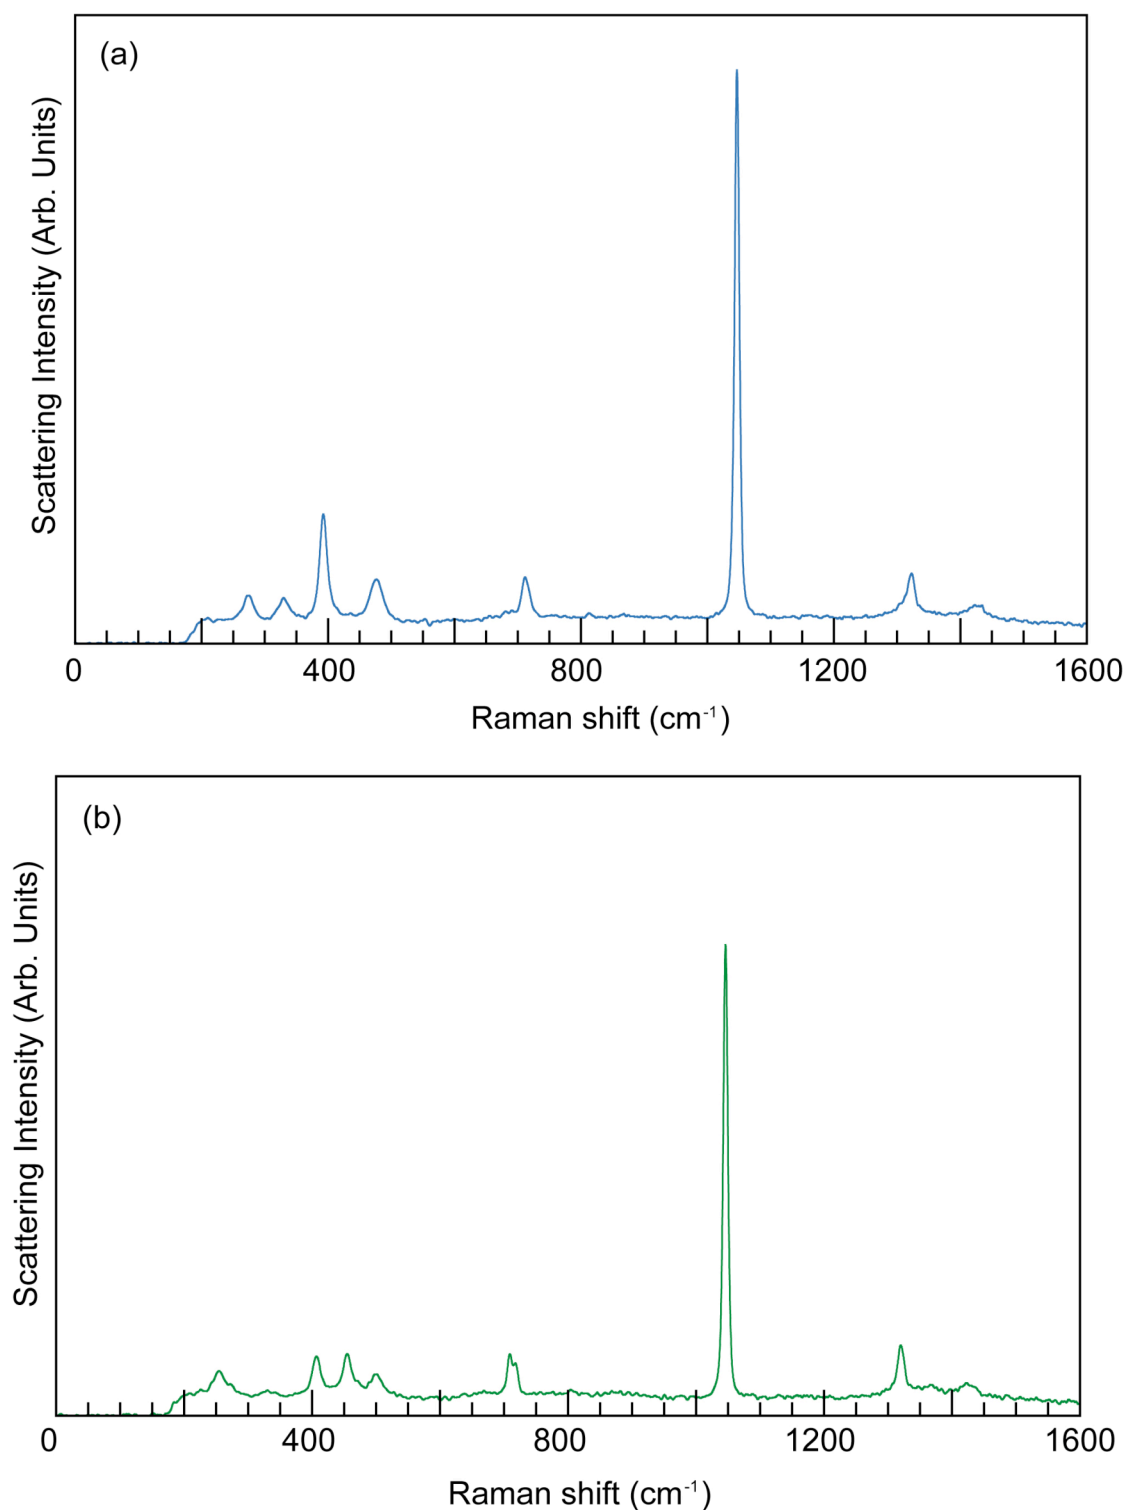 (a)
Scattering Intensity (Arb. Units)
0 400 800 1200 1600
Raman shift (cm⁻¹)
(b)
Scattering Intensity (Arb. Units)
0 400 800 1200 1600
Raman shift (cm⁻¹)